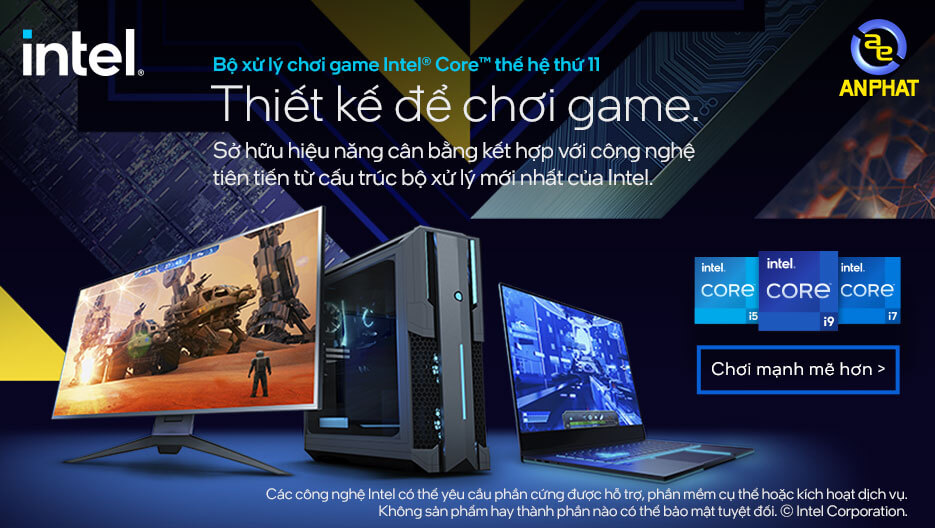 intel.
Bộ xử lý chơi game Intel® Core™ thế hệ thứ 11
ANPHAT
Thiết kế để chơi game.
Sở hữu hiệu năng cân bằng kết hợp với công nghệ
tiên tiến từ cấu trúc bộ xử lý mới nhất của Intel.
intel.
CORE
i5
intel.
CORE
i9
intel.
CORE
i7
Chơi mạnh mẽ hơn >
Các công nghệ Intel có thể yêu cầu phần cứng được hỗ trợ, phần mềm cụ thể hoặc kích hoạt dịch vụ.
Không sản phẩm hay thành phần nào có thể bảo mật tuyệt đối. © Intel Corporation.